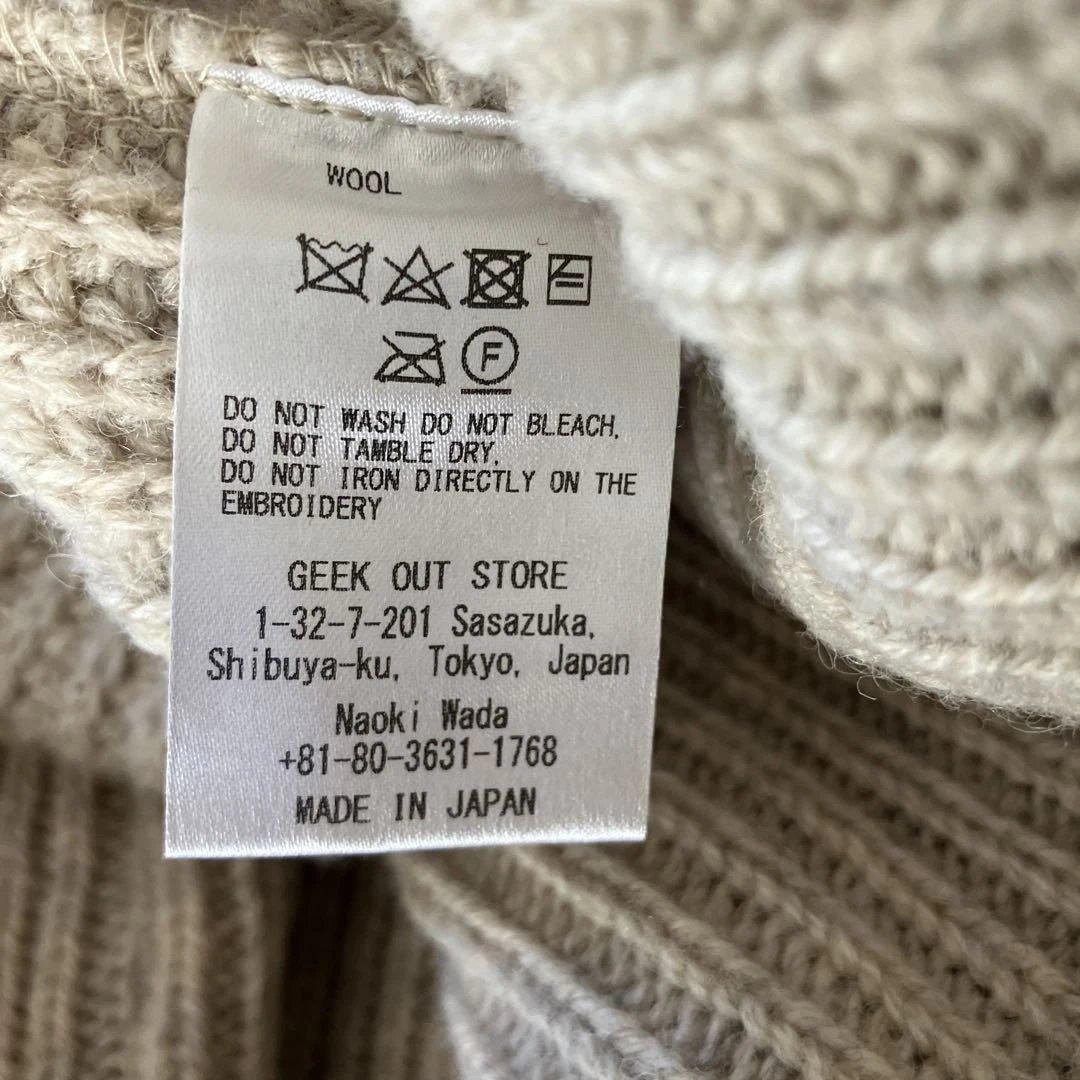 WOOL
F
DO NOT WASH DO NOT BLEACH.
DO NOT TAMBLE DRY.
DO NOT IRON DIRECTLY ON THE
EMBROIDERY
GEEK OUT STORE
1-32-7-201 Sasazuka,
Shibuya-ku, Tokyo, Japan
Naoki Wada
+81-80-3631-1768
MADE IN JAPAN